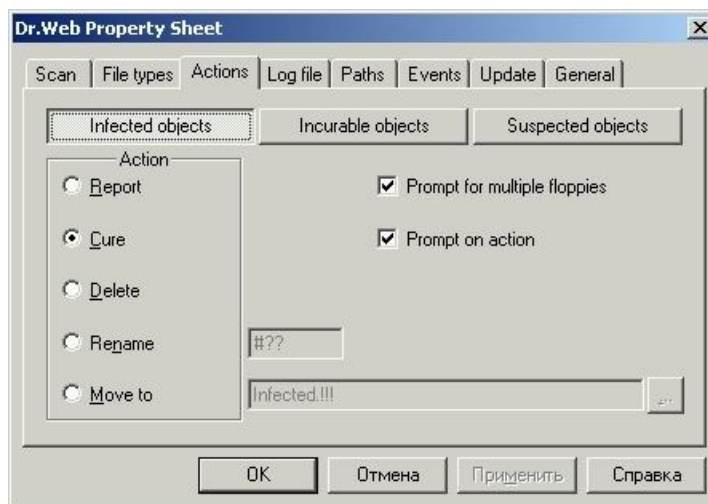 Dr.Web Property Sheet
Scan File types Actions Log file Paths Events Update General
Infected objects Incurable objects Suspected objects
Action
Report Prompt for multiple floppies
Cure Prompt on action
Delete
Rename #??
Move to Infected.!!! ...
OK Отмена Применить Справка